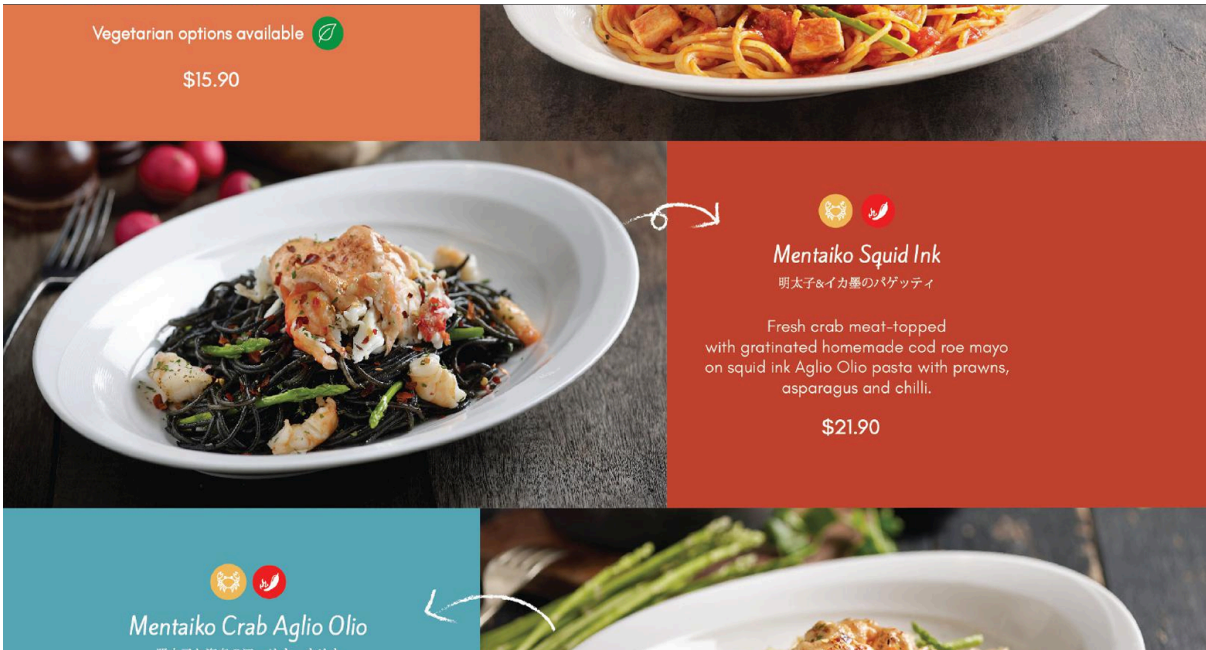 Vegetarian options available
$15.90
Mentaiko Squid Ink
明太子&イカ墨のパゲッティ
Fresh crab meat-topped
with gratinated homemade cod roe mayo
on squid ink Aglio Olio pasta with prawns,
asparagus and chilli.
$21.90
Mentaiko Crab Aglio Olio